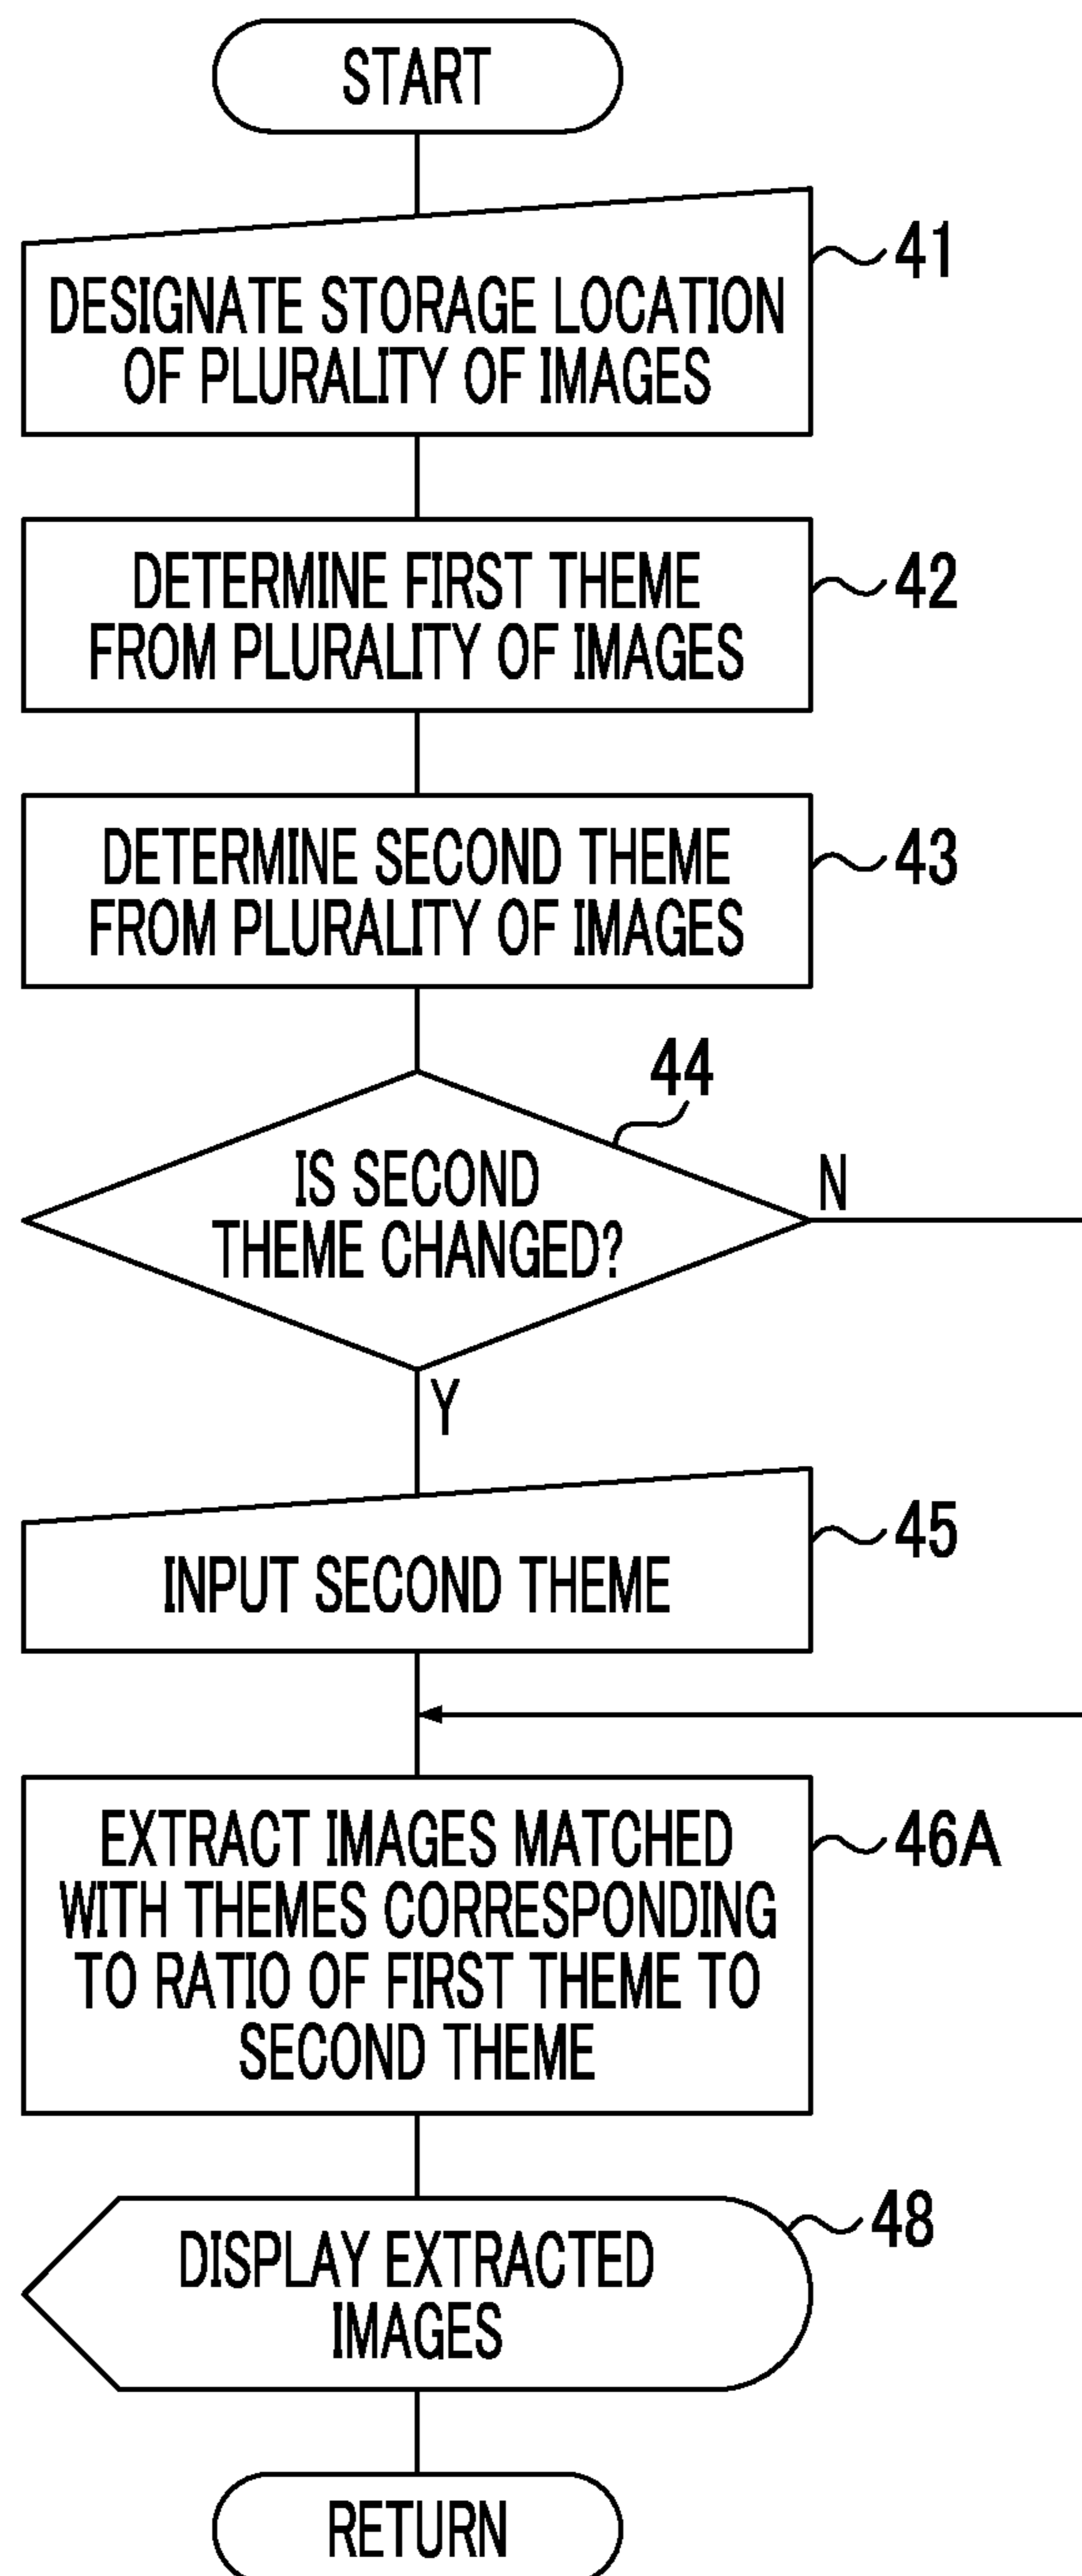 START
41
DESIGNATE STORAGE LOCATION
OF PLURALITY OF IMAGES
42
DETERMINE FIRST THEME
FROM PLURALITY OF IMAGES
43
DETERMINE SECOND THEME
FROM PLURALITY OF IMAGES
44
IS SECOND
THEME CHANGED?
N
Y
45
INPUT SECOND THEME
46A
EXTRACT IMAGES MATCHED
WITH THEMES CORRESPONDING
TO RATIO OF FIRST THEME TO
SECOND THEME
48
DISPLAY EXTRACTED
IMAGES
RETURN